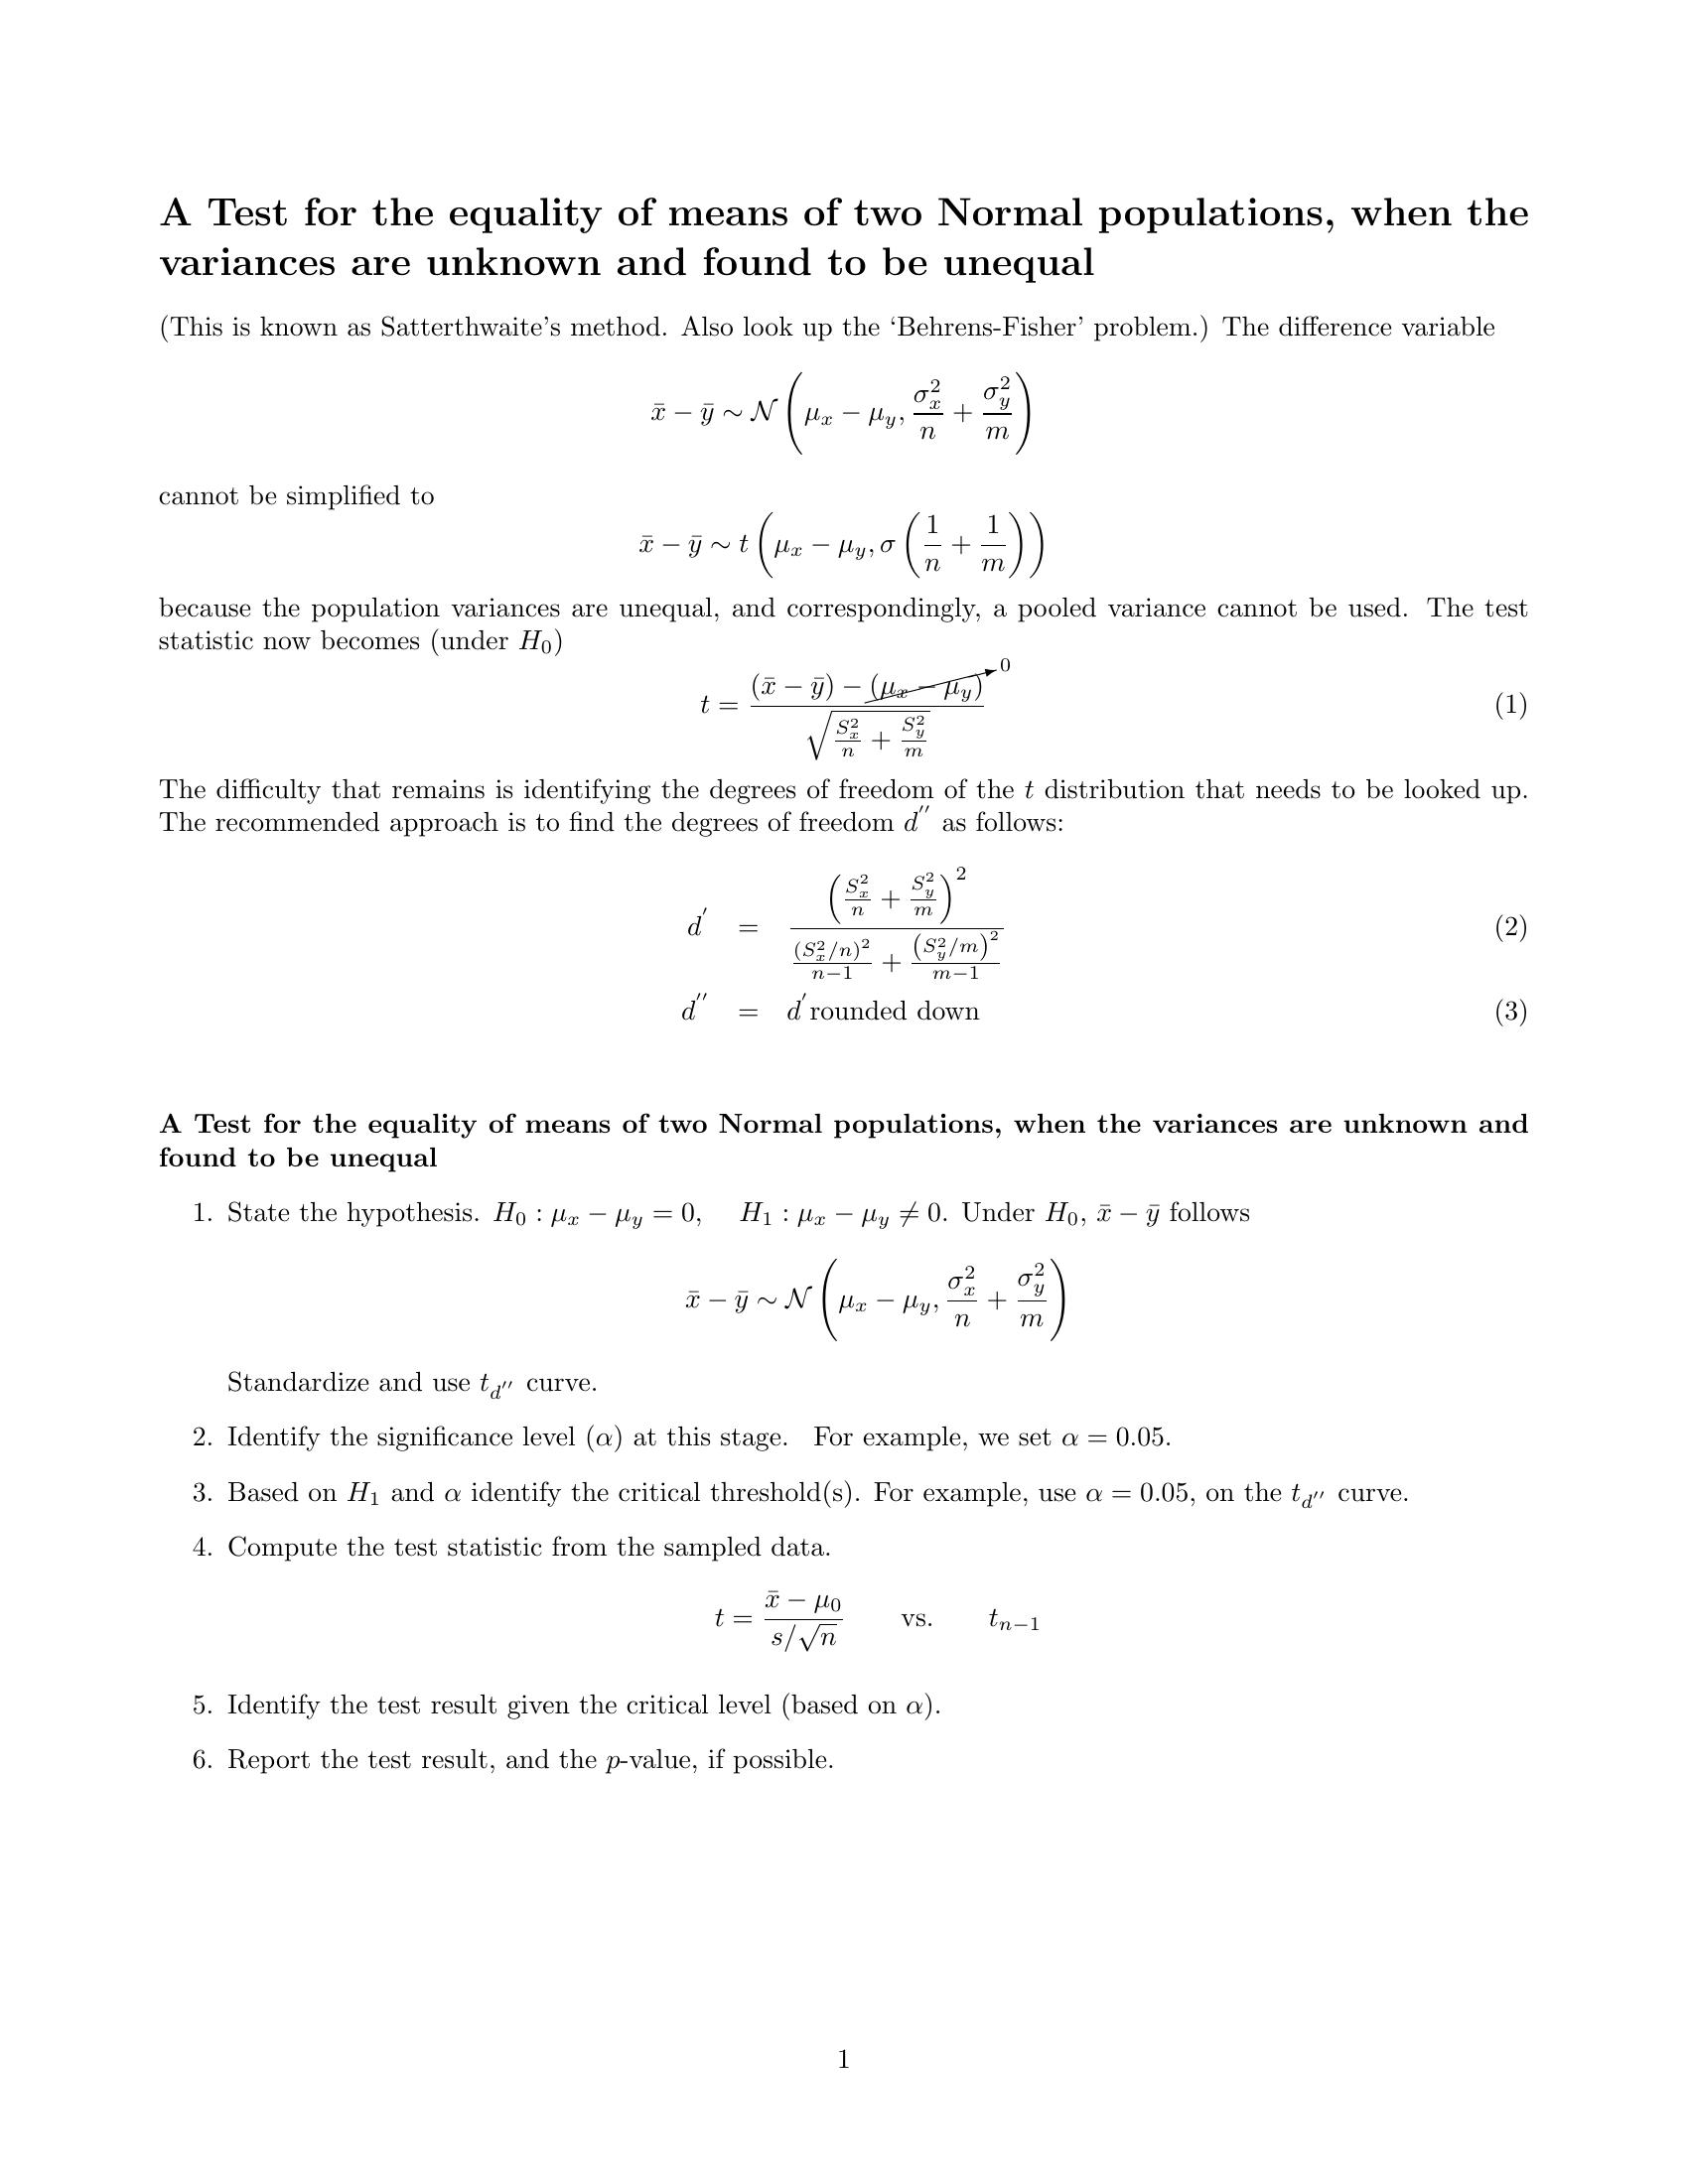 A Test for the equality of means of two Normal populations, when the
variances are unknown and found to be unequal
(This is known as Satterthwaite's method. Also look up the ‘Behrens-Fisher’ problem.) The difference variable
$\bar{x} - \bar{y} \sim \mathcal{N}\left(\mu_x - \mu_y, \frac{\sigma_x^2}{n} + \frac{\sigma_y^2}{m}\right)$
cannot be simplified to
$\bar{x} - \bar{y} \sim t\left(\mu_x - \mu_y, \sigma\left(\frac{1}{n} + \frac{1}{m}\right)\right)$
because the population variances are unequal, and correspondingly, a pooled variance cannot be used. The test
statistic now becomes (under $H_0$)
$t = \frac{(\bar{x} - \bar{y}) - \cancelto{0}{(\mu_x - \mu_y)}}{\sqrt{\frac{S_x^2}{n} + \frac{S_y^2}{m}}}$ (1)
The difficulty that remains is identifying the degrees of freedom of the $t$ distribution that needs to be looked up.
The recommended approach is to find the degrees of freedom $d^{''}$ as follows:
$d^{'} = \frac{\left(\frac{S_x^2}{n} + \frac{S_y^2}{m}\right)^2}{\frac{(S_x^2/n)^2}{n-1} + \frac{(S_y^2/m)^2}{m-1}}$ (2)
$d^{''} = d^{'}$rounded down (3)
A Test for the equality of means of two Normal populations, when the variances are unknown and
found to be unequal
1. State the hypothesis. $H_0 : \mu_x - \mu_y = 0, \quad H_1 : \mu_x - \mu_y \neq 0$. Under $H_0$, $\bar{x} - \bar{y}$ follows
$\bar{x} - \bar{y} \sim \mathcal{N}\left(\mu_x - \mu_y, \frac{\sigma_x^2}{n} + \frac{\sigma_y^2}{m}\right)$
Standardize and use $t_{d''}$ curve.
2. Identify the significance level ($\alpha$) at this stage. For example, we set $\alpha = 0.05$.
3. Based on $H_1$ and $\alpha$ identify the critical threshold(s). For example, use $\alpha = 0.05$, on the $t_{d''}$ curve.
4. Compute the test statistic from the sampled data.
$t = \frac{\bar{x} - \mu_0}{s/\sqrt{n}} \quad \text{vs.} \quad t_{n-1}$
5. Identify the test result given the critical level (based on $\alpha$).
6. Report the test result, and the $p$-value, if possible.
1